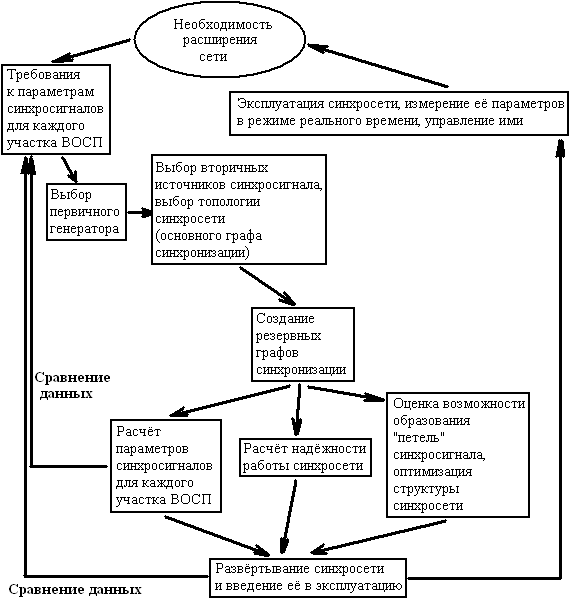 Необходимость
расширения
сети
Требования
к параметрам
синхросигналов
для каждого
участка ВОСП
Эксплуатация синхросети, измерение её параметров
в режиме реального времени, управление ими
Выбор
первичного
генератора
Выбор вторичных
источников синхросигнала,
выбор топологии
синхросети
(основного графа
синхронизации)
Создание
резервных
графов
синхронизации
Сравнение
данных
Расчёт
параметров
синхросигналов
для каждого
участка ВОСП
Расчёт надёжности
работы синхросети
Оценка возможности
образования
"петель"
синхросигнала,
оптимизация
структуры
синхросети
Развёртывание синхросети
и введение её в эксплуатацию
Сравнение данных